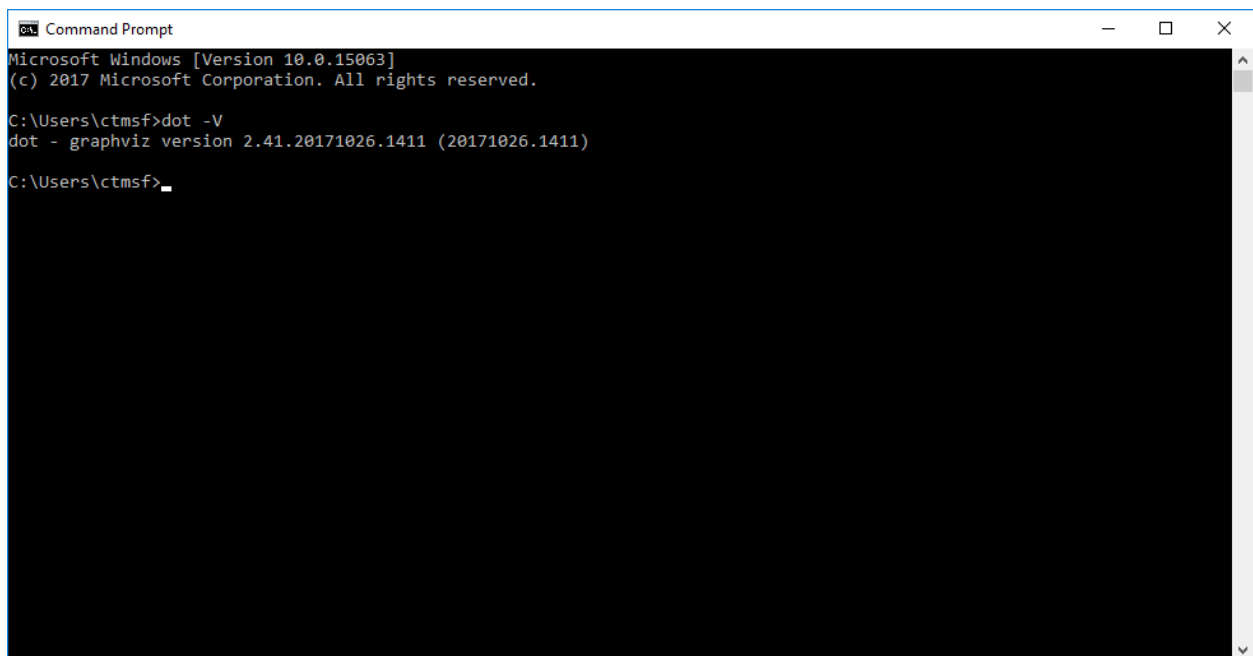 Command Prompt
Microsoft Windows [Version 10.0.15063]
(c) 2017 Microsoft Corporation. All rights reserved.
C:\Users\ctmsf>dot -V
dot - graphviz version 2.41.20171026.1411 (20171026.1411)
C:\Users\ctmsf>